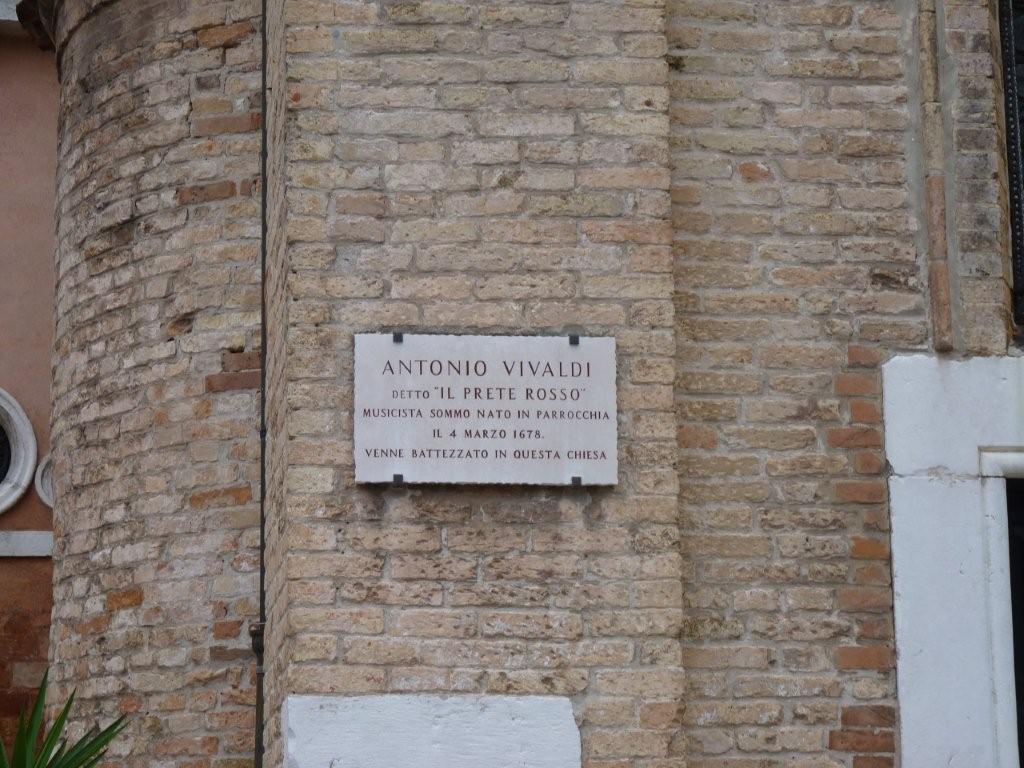 ANTONIO VIVALDI
DETTO "IL PRETE ROSSO"
MUSICISTA SOMMO NATO IN PARROCCHIA
IL 4 MARZO 1678.
VENNE BATTEZZATO IN QUESTA CHIESA